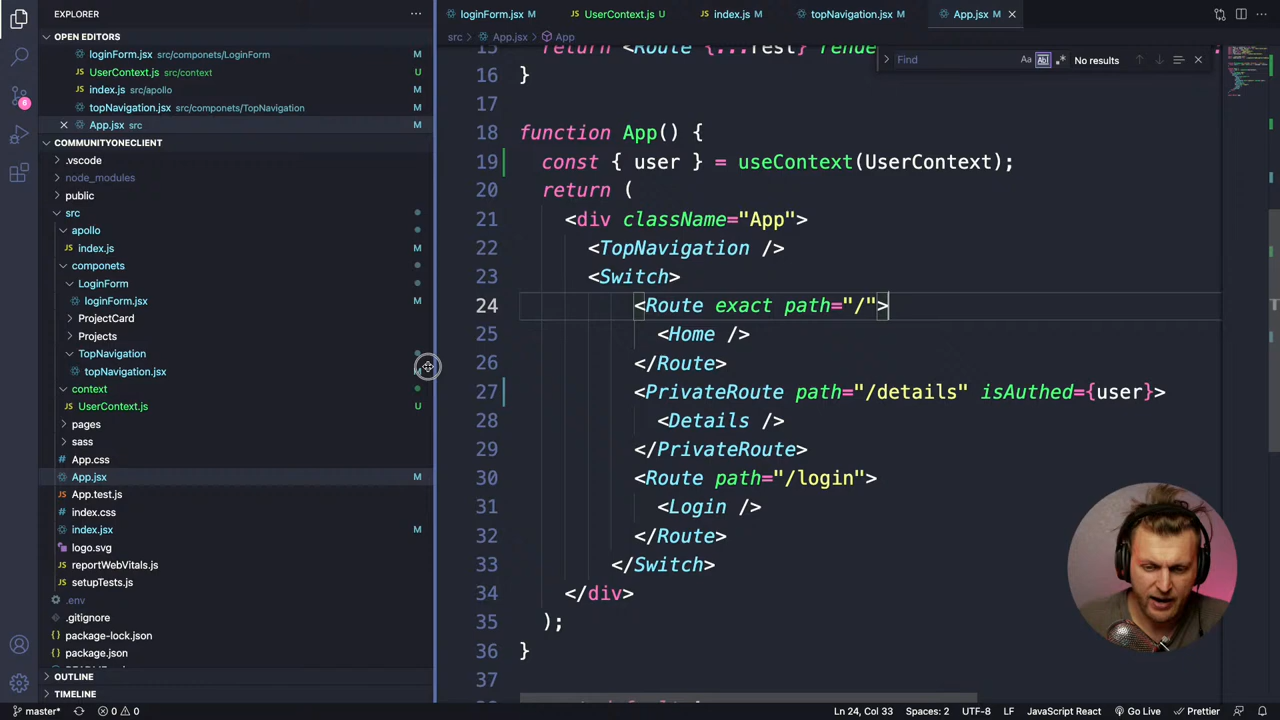 EXPLORER
OPEN EDITORS
loginForm.jsx src/componets/LoginForm M
UserContext.js src/context U
index.js src/apollo M
topNavigation.jsx src/componets/TopNavigation M
App.jsx src M
COMMUNITYONECLIENT
.vscode
node_modules
public
src
apollo
index.js M
componets
LoginForm
loginForm.jsx M
ProjectCard
Projects
TopNavigation
topNavigation.jsx
context
UserContext.js U
pages
sass
App.css
App.jsx M
App.test.js
index.css
index.jsx M
logo.svg
reportWebVitals.js
setupTests.js
.env
.gitignore
package-lock.json
package.json
OUTLINE
TIMELINE
6
loginForm.jsx M UserContext.js U index.js M topNavigation.jsx M App.jsx M
src > App.jsx > App
Find Aa No results
15 return <Route {...rest}
16 }
17
18 function App() {
19 const { user } = useContext(UserContext);
20 return (
21 <div className="App">
22 <TopNavigation />
23 <Switch>
24 <Route exact path="/">
25 <Home />
26 </Route>
27 <PrivateRoute path="/details" isAuthed={user}>
28 <Details />
29 </PrivateRoute>
30 <Route path="/login">
31 <Login />
32 </Route>
33 </Switch>
34 </div>
35 );
36 }
37
master* 0 0 Ln 24, Col 33 Spaces: 2 UTF-8 LF JavaScript React Go Live Prettier